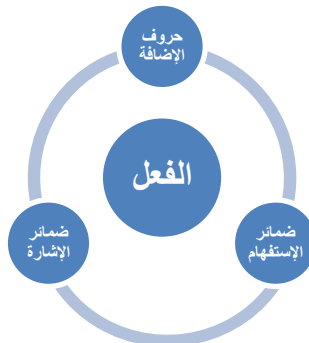 حروف
الإضافة
الفعل
ضمائر
الإستفهام
ضمائر
الإشارة